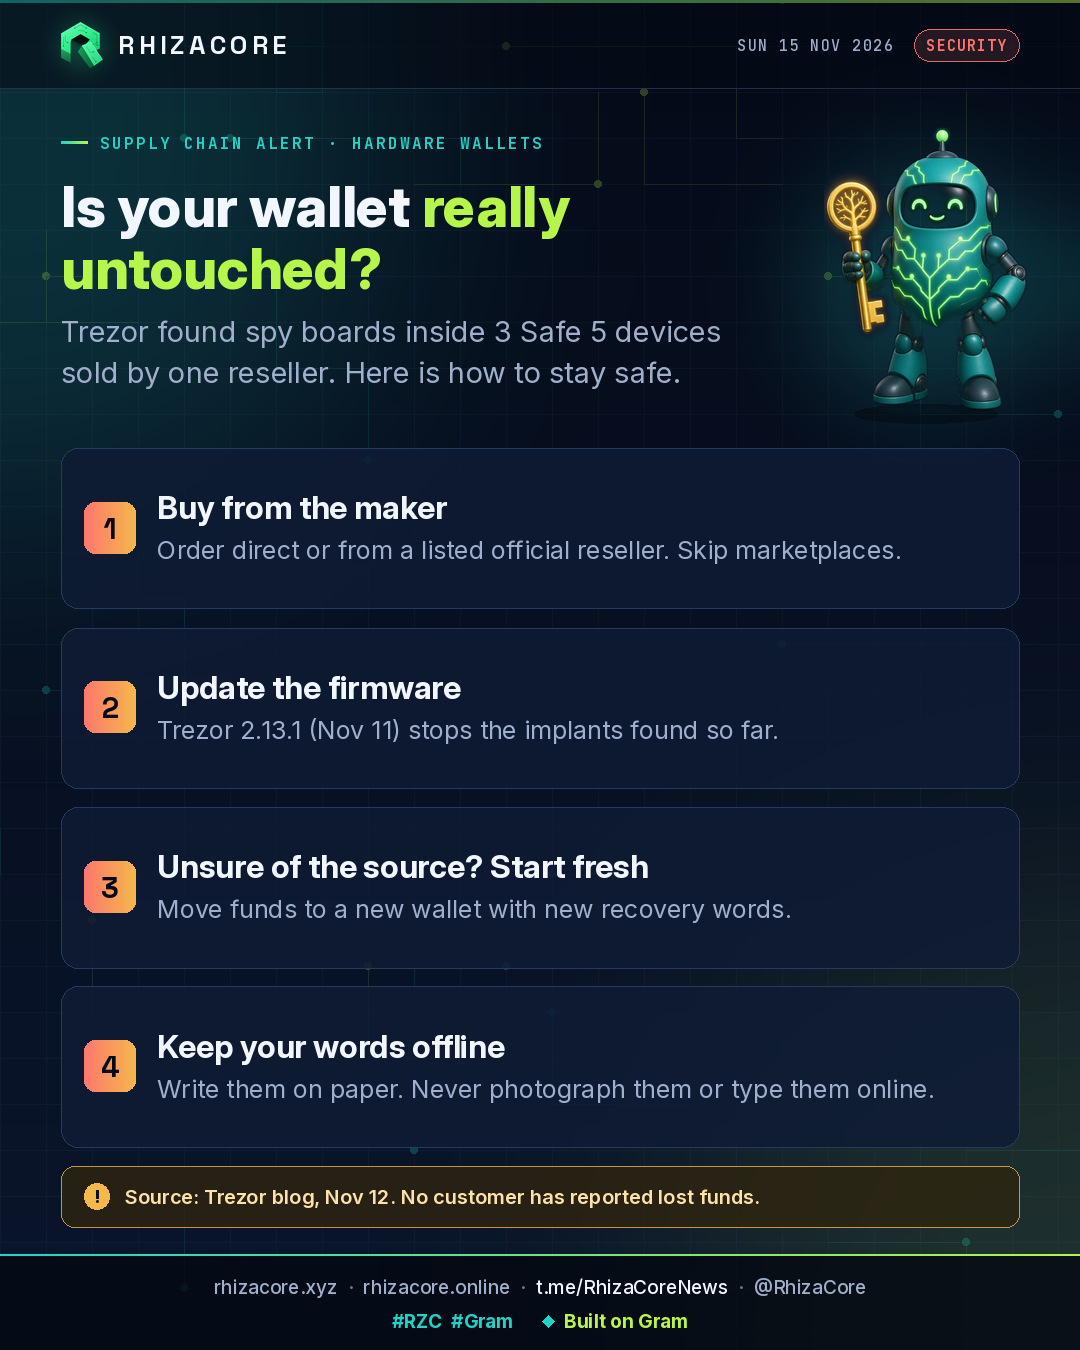 RHIZACORE
SUN 15 NOV 2026
SECURITY
SUPPLY CHAIN ALERT · HARDWARE WALLETS
Is your wallet really
untouched?
Trezor found spy boards inside 3 Safe 5 devices
sold by one reseller. Here is how to stay safe.
1
Buy from the maker
Order direct or from a listed official reseller. Skip marketplaces.
2
Update the firmware
Trezor 2.13.1 (Nov 11) stops the implants found so far.
3
Unsure of the source? Start fresh
Move funds to a new wallet with new recovery words.
4
Keep your words offline
Write them on paper. Never photograph them or type them online.
! Source: Trezor blog, Nov 12. No customer has reported lost funds.
rhizacore.xyz · rhizacore.online · t.me/RhizaCoreNews · @RhizaCore
#RZC #Gram ◆ Built on Gram